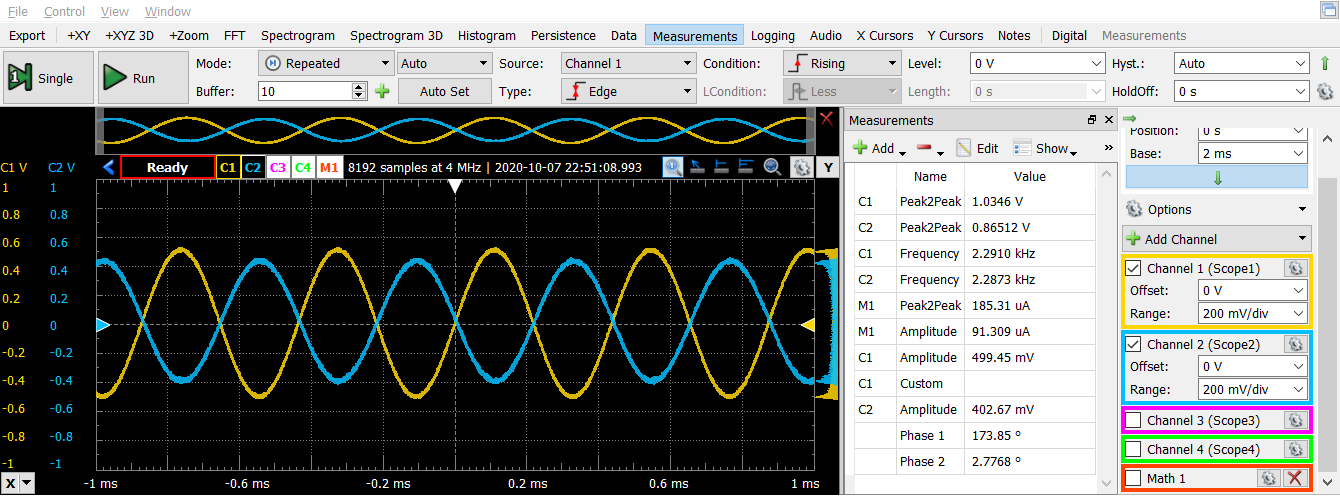 File Control View Window
Export +XY +XYZ 3D +Zoom FFT Spectrogram Spectrogram 3D Histogram Persistence Data Measurements Logging Audio X Cursors Y Cursors Notes Digital Measurements
Single Run Mode: Repeated Auto Source: Channel 1 Condition: Rising Level: 0 V Hyst.: Auto
Buffer: 10 Auto Set Type: Edge LCondition: Less Length: 0 s HoldOff: 0 s
C1 V C2 V Ready C1 C2 C3 C4 M1 8192 samples at 4 MHz | 2020-10-07 22:51:08.993 Y
1 1
0.8 0.8
0.6 0.6
0.4 0.4
0.2 0.2
0 0
-0.2 -0.2
-0.4 -0.4
-0.6 -0.6
-0.8 -0.8
-1 -1
X -1 ms -0.6 ms -0.2 ms 0.2 ms 0.6 ms 1 ms
Measurements
Add Edit Show »
Name Value
C1 Peak2Peak 1.0346 V
C2 Peak2Peak 0.86512 V
C1 Frequency 2.2910 kHz
C2 Frequency 2.2873 kHz
M1 Peak2Peak 185.31 uA
M1 Amplitude 91.309 uA
C1 Amplitude 499.45 mV
C1 Custom
C2 Amplitude 402.67 mV
Phase 1 173.85 º
Phase 2 2.7768 º
Position: 0 s
Base: 2 ms
Options
Add Channel
Channel 1 (Scope1)
Offset: 0 V
Range: 200 mV/div
Channel 2 (Scope2)
Offset: 0 V
Range: 200 mV/div
Channel 3 (Scope3)
Channel 4 (Scope4)
Math 1